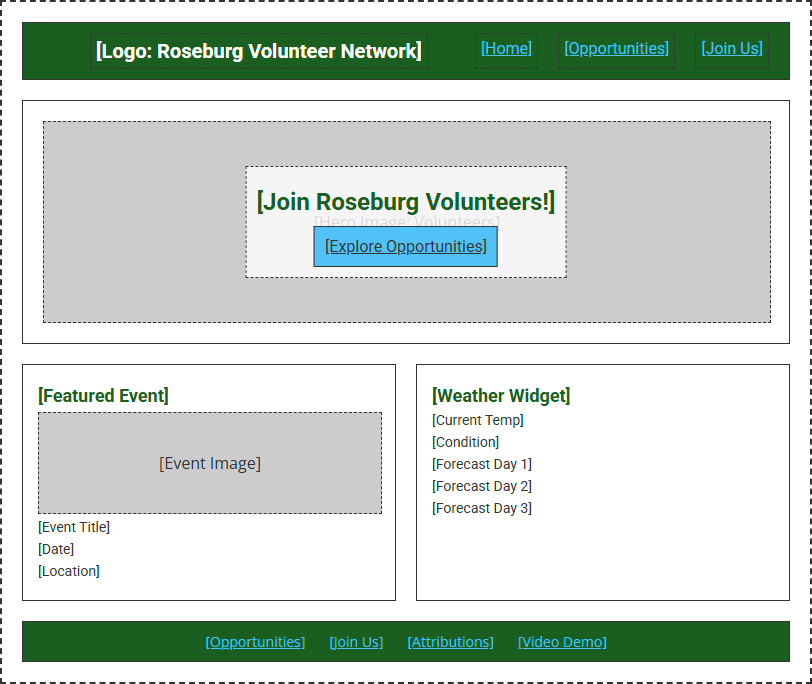 [Logo: Roseburg Volunteer Network] [Home] [Opportunities] [Join Us]
[Join Roseburg Volunteers!]
[Hero Image: Volunteers]
[Explore Opportunities]
[Featured Event]
[Event Image]
[Event Title]
[Date]
[Location]
[Weather Widget]
[Current Temp]
[Condition]
[Forecast Day 1]
[Forecast Day 2]
[Forecast Day 3]
[Opportunities] [Join Us] [Attributions] [Video Demo]